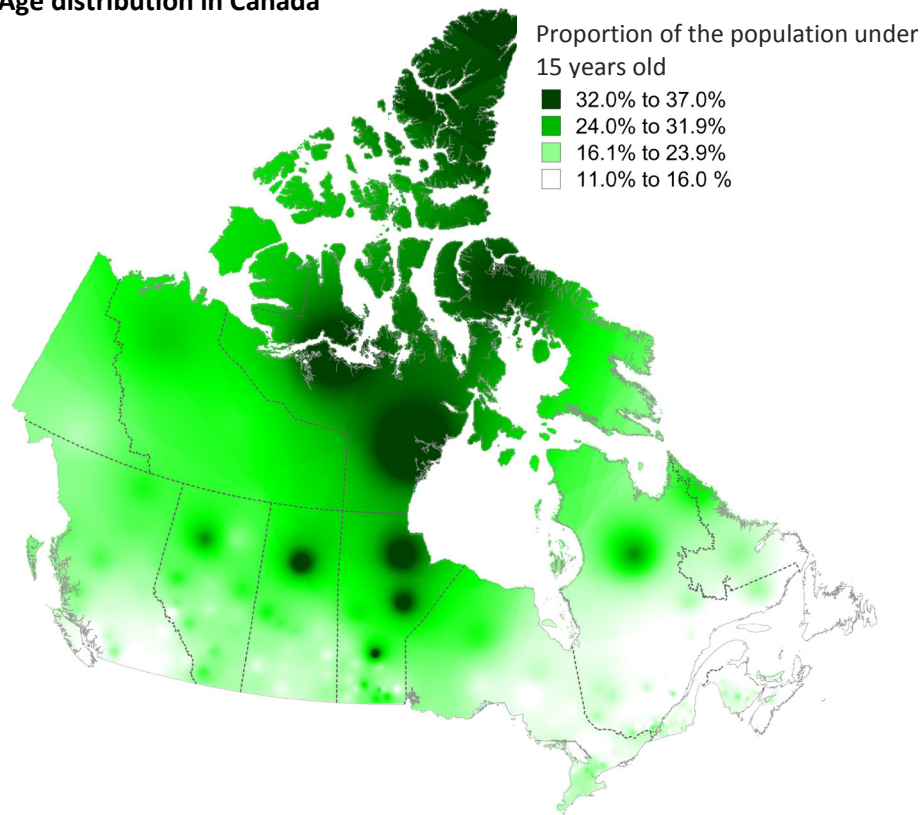 Age distribution in Canada
Proportion of the population under
15 years old
32.0% to 37.0%
24.0% to 31.9%
16.1% to 23.9%
11.0% to 16.0 %